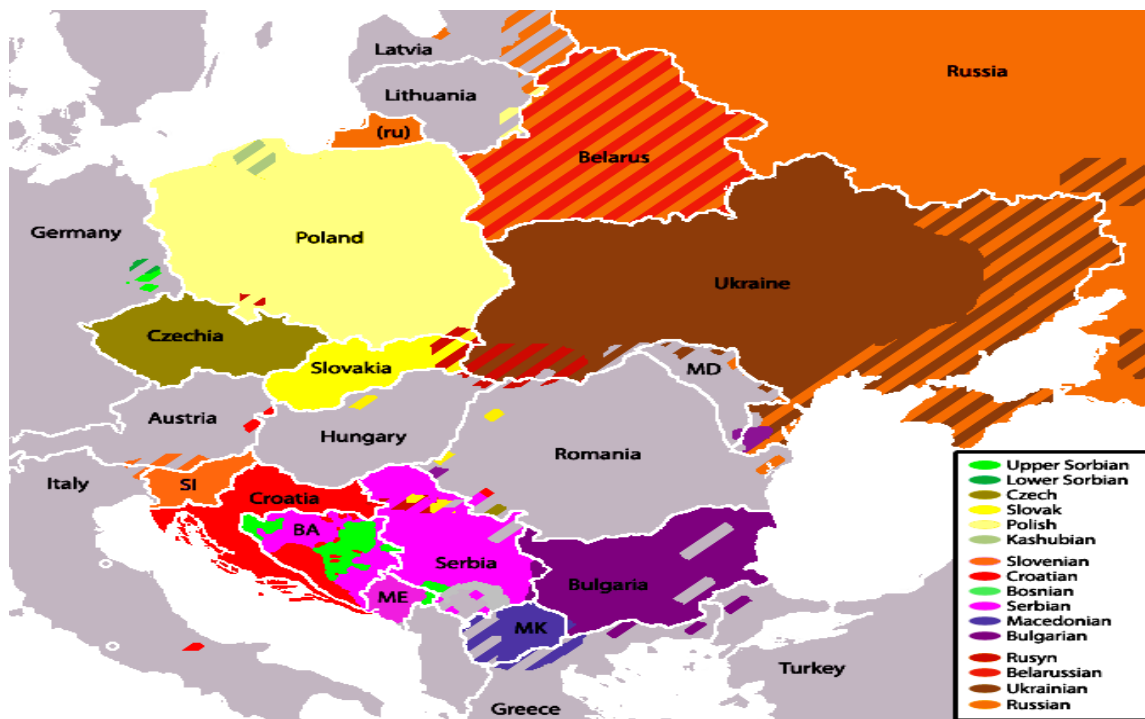 Latvia
Russia
Lithuania
(ru)
Belarus
Germany
Poland
Ukraine
Czechia
Slovakia
MD
Austria
Hungary
Romania
Italy
SI
Croatia
BA
Serbia
Bulgaria
ME
MK
Turkey
Greece
Upper Sorbian
Lower Sorbian
Czech
Slovak
Polish
Kashubian
Slovenian
Croatian
Bosnian
Serbian
Macedonian
Bulgarian
Rusyn
Belarussian
Ukrainian
Russian